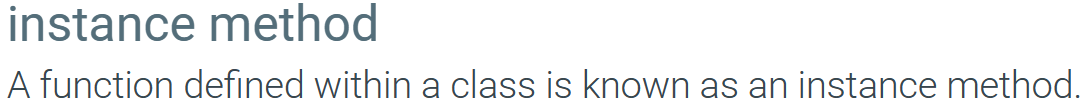 instance method
A function defined within a class is known as an instance method.